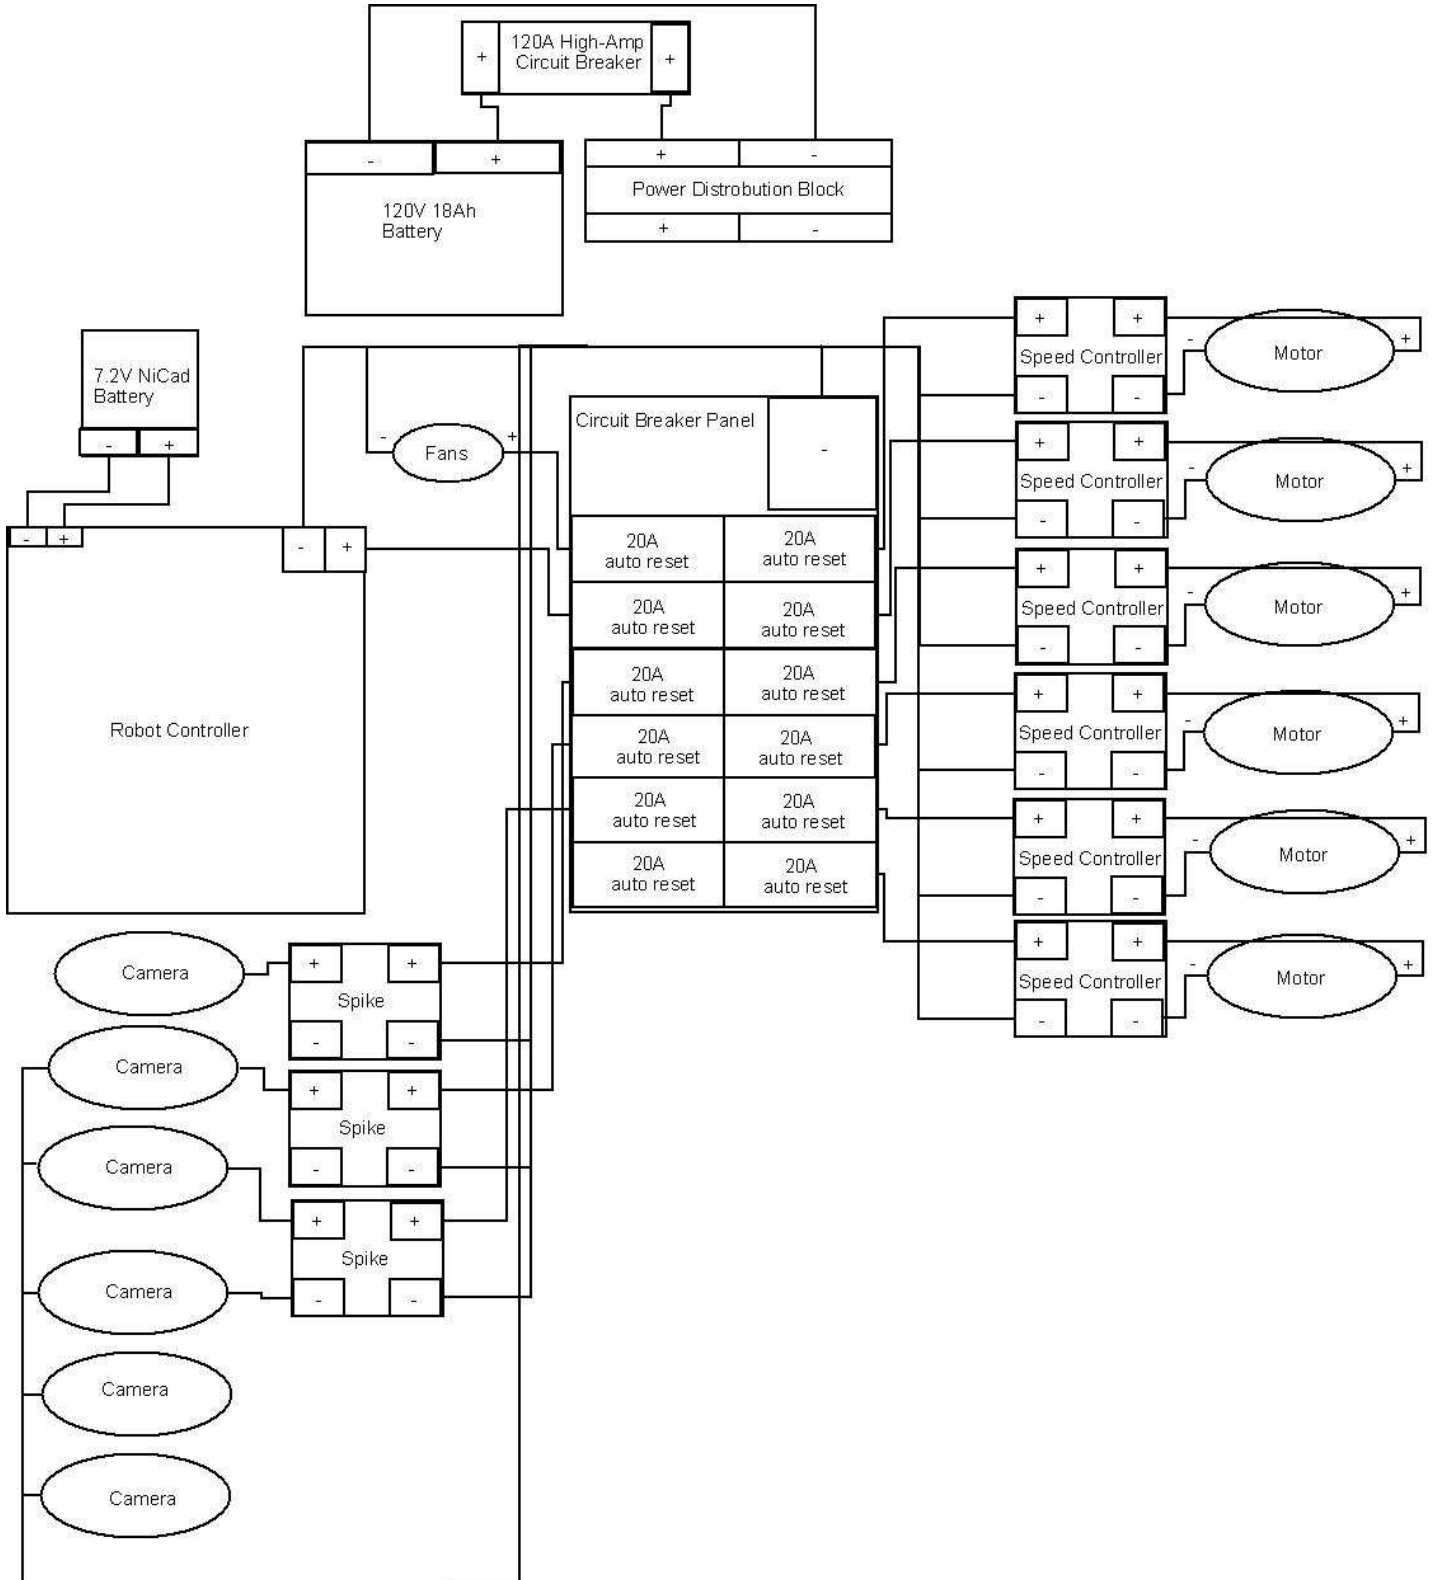 120A High-Amp
Circuit Breaker
+
+
-
+
120V 18Ah
Battery
+
-
Power Distrobution Block
+
-
7.2V NiCad
Battery
-
+
-
+
-
+
Robot Controller
-
Fans
+
Circuit Breaker Panel
-
20A
auto reset
20A
auto reset
20A
auto reset
20A
auto reset
20A
auto reset
20A
auto reset
20A
auto reset
20A
auto reset
20A
auto reset
20A
auto reset
20A
auto reset
20A
auto reset
+
+
Speed Controller
-
-
-
Motor
+
+
+
Speed Controller
-
-
-
Motor
+
+
+
Speed Controller
-
-
-
Motor
+
+
+
Speed Controller
-
-
-
Motor
+
+
+
Speed Controller
-
-
-
Motor
+
+
+
Speed Controller
-
-
-
Motor
+
Camera
+
+
Spike
-
-
Camera
+
+
Spike
-
-
Camera
+
+
Spike
-
-
Camera
Camera
Camera